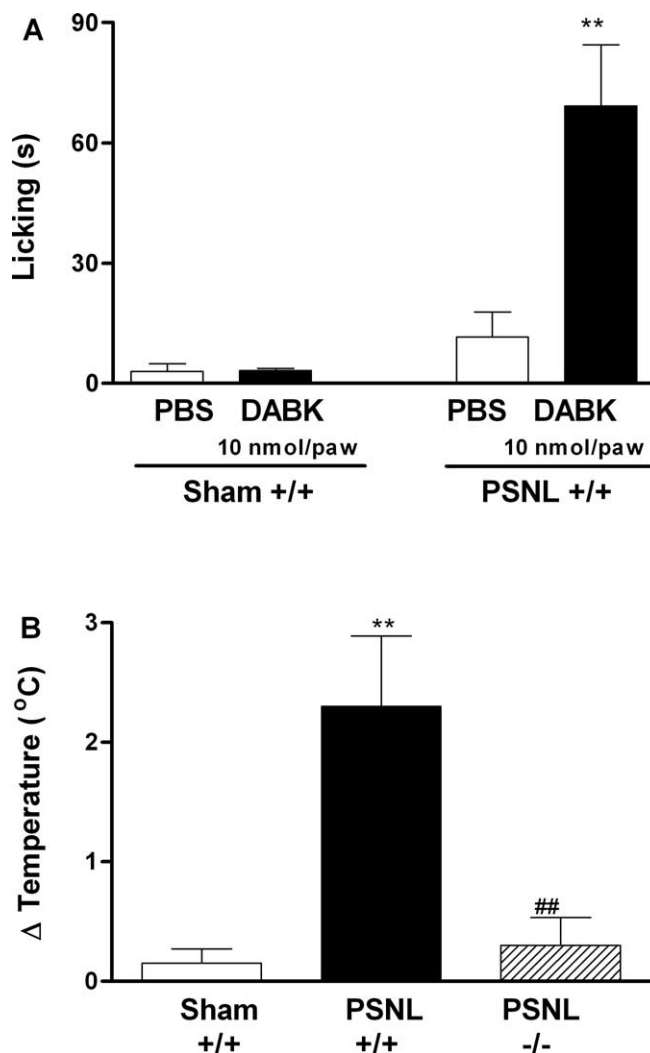 A
Licking (s)
90
60
30
0
**
PBS DABK PBS DABK
10 nmol/paw 10 nmol/paw
Sham +/+ PSNL +/+
B
Δ Temperature (°C)
3
2
1
0
**
##
Sham PSNL PSNL
+/+ +/+ -/-